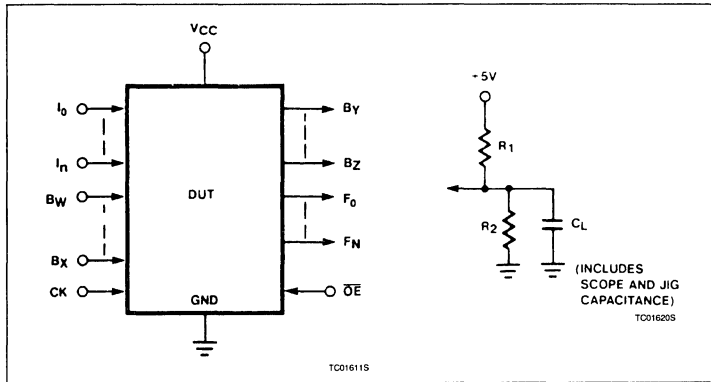 VCC
I0
In
BW
BX
CK
DUT
GND
BY
BZ
F0
FN
OE
TC01611S
+5V
R1
R2
CL
(INCLUDES
SCOPE AND JIG
CAPACITANCE)
TC01620S